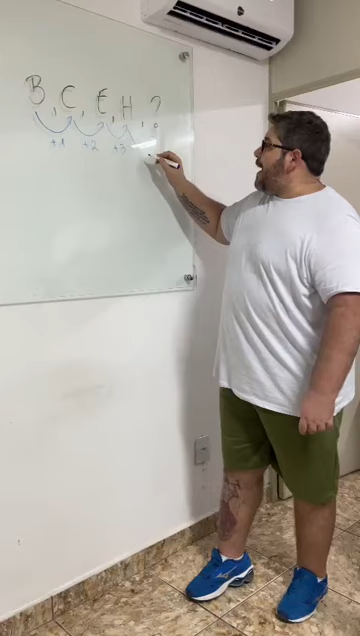 B, C, E, H, ?
+1 +2 +3